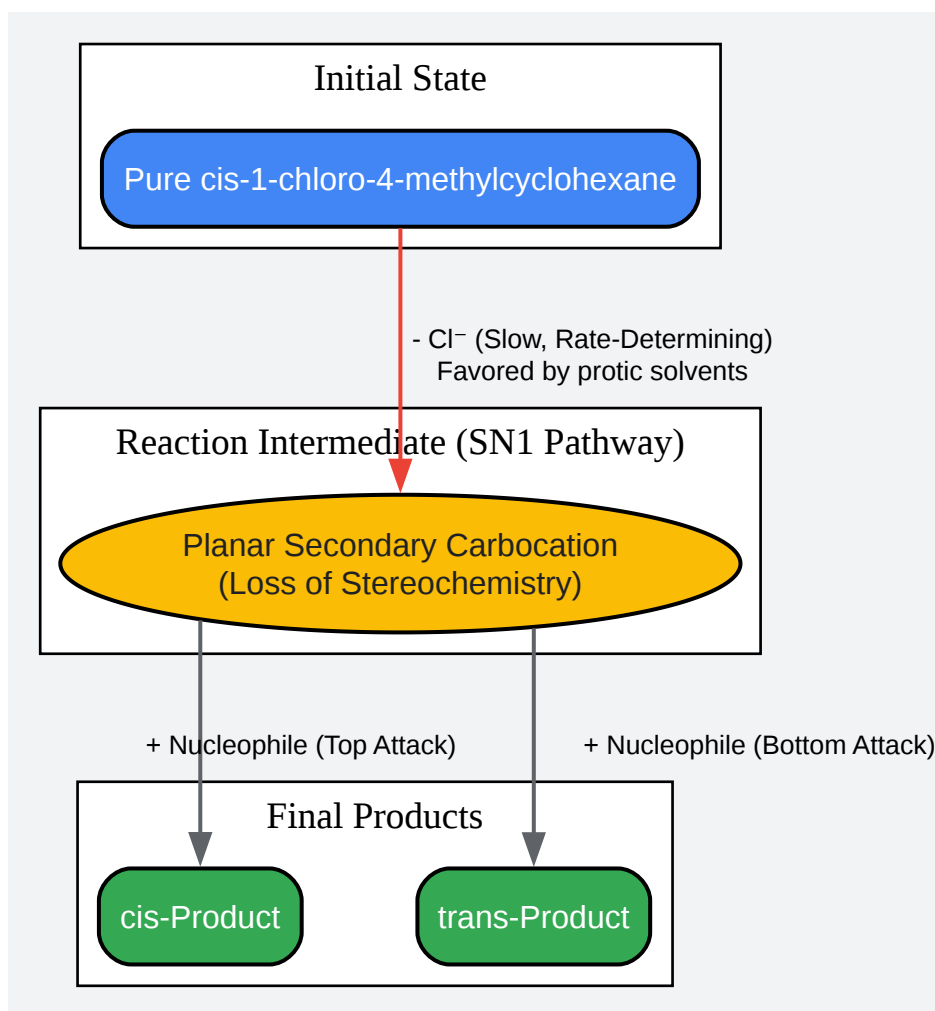 Initial State
Pure cis-1-chloro-4-methylcyclohexane
- Cl⁻ (Slow, Rate-Determining)
Favored by protic solvents
Reaction Intermediate (SN1 Pathway)
Planar Secondary Carbocation
(Loss of Stereochemistry)
+ Nucleophile (Top Attack)
+ Nucleophile (Bottom Attack)
Final Products
cis-Product
trans-Product